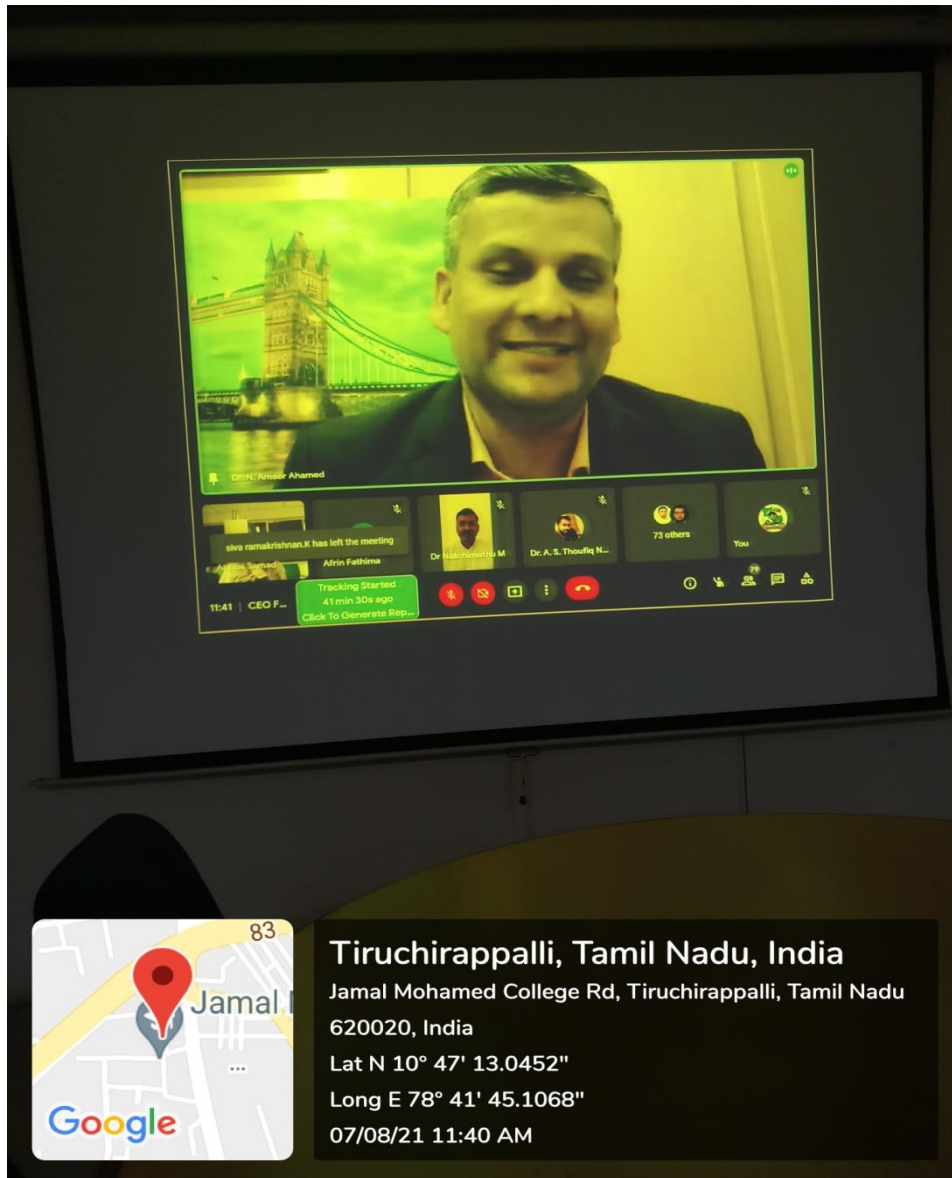 Dr. N. Ameer Ahamed
siva ramakrishnan.K has left the meeting
Samad
Afrin Fathima
Dr Natchimuthu M
Dr. A. S. Thoufiq N...
73 others
You
79
11:41 | CEO F...
Tracking Started
41 min 30s ago
Click To Generate Rep...
83
Jamal
Google
Tiruchirappalli, Tamil Nadu, India
Jamal Mohamed College Rd, Tiruchirappalli, Tamil Nadu
620020, India
Lat N 10° 47' 13.0452"
Long E 78° 41' 45.1068"
07/08/21 11:40 AM